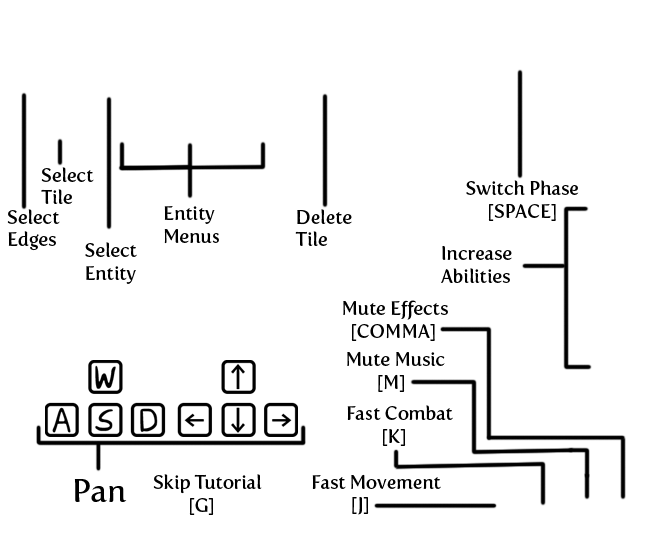 Select
Tile
Select
Edges
Select
Entity
Entity
Menus
Delete
Tile
Switch Phase
[SPACE]
Increase
Abilities
Mute Effects
[COMMA]
Mute Music
[M]
Fast Combat
[K]
Fast Movement
[J]
W ↑
A S D ← ↓ →
Pan
Skip Tutorial
[G]